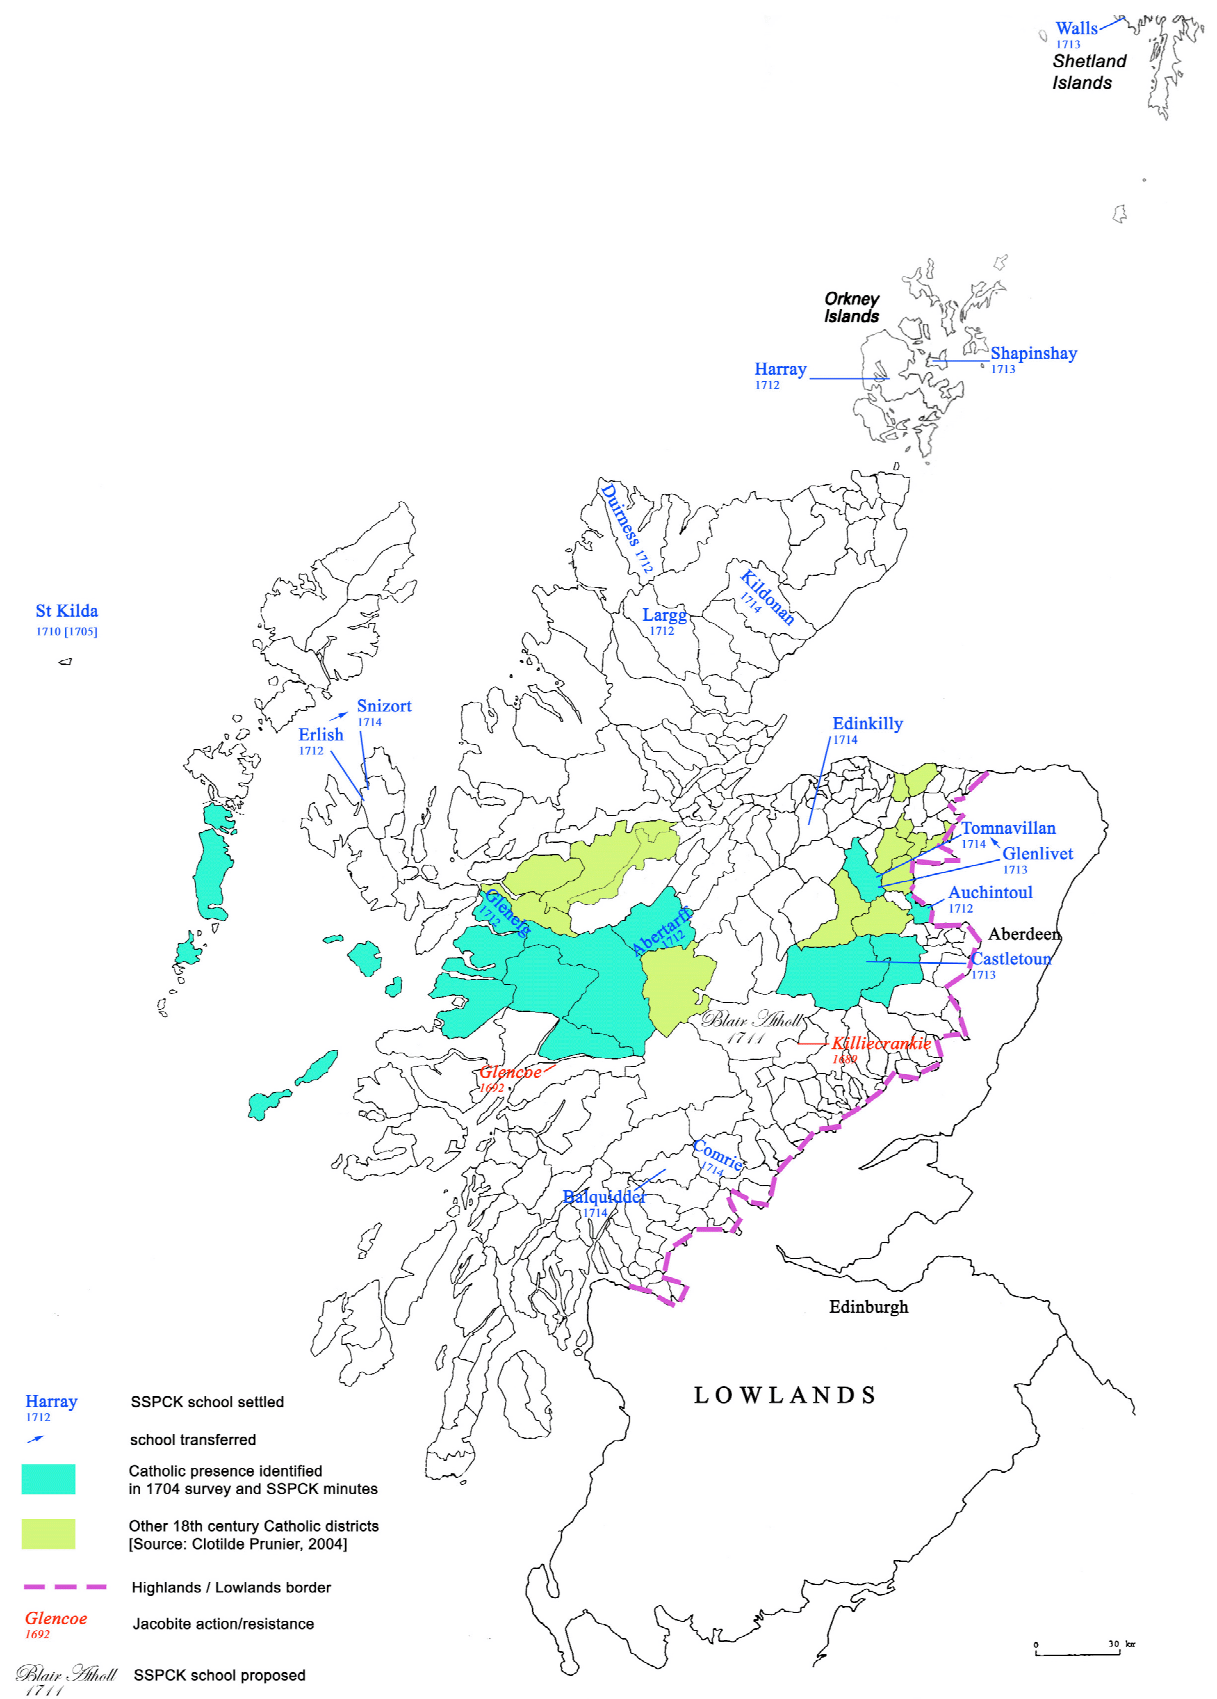 Walls
1713
Shetland
Islands
Orkney
Islands
Shapinshay
1713
Harray
1712
Duirness 1712
Kildonan
1714
Largg
1712
St Kilda
1710 [1705]
Snizort
1714
Erlish
1712
Edinkilly
1714
Tomnavillan
1714
Glenlivet
1713
Auchintoul
1712
Glenelg
1712
Abertarff
1712
Aberdeen
Castletoun
1713
Blair Atholl
1711
Killiecrankie
1689
Glencoe
1692
Comrie
1714
Balquidder
1714
Edinburgh
LOWLANDS
Harray
1712
SSPCK school settled
school transferred
Catholic presence identified
in 1704 survey and SSPCK minutes
Other 18th century Catholic districts
[Source: Clotilde Prunier, 2004]
Highlands / Lowlands border
Glencoe
1692
Jacobite action/resistance
Blair Atholl
1711
SSPCK school proposed
0 30 km